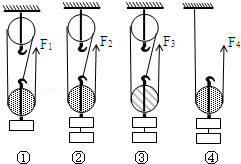 F₁ F₂ F₃ F₄
① ② ③ ④